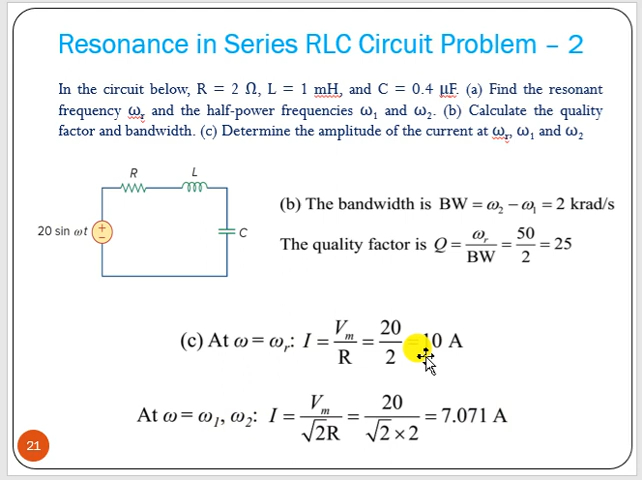 Resonance in Series RLC Circuit Problem – 2
In the circuit below, R = 2 Ω, L = 1 mH, and C = 0.4 μF. (a) Find the resonant
frequency ωr and the half-power frequencies ω1 and ω2. (b) Calculate the quality
factor and bandwidth. (c) Determine the amplitude of the current at ωr, ω1 and ω2
R L
20 sin ωt + − C
(b) The bandwidth is BW = ω2 − ω1 = 2 krad/s
The quality factor is Q = ωr/BW = 50/2 = 25
(c) At ω = ωr: I = Vm/R = 20/2 = 10 A
At ω = ω1, ω2: I = Vm/√2R = 20/√2×2 = 7.071 A
21